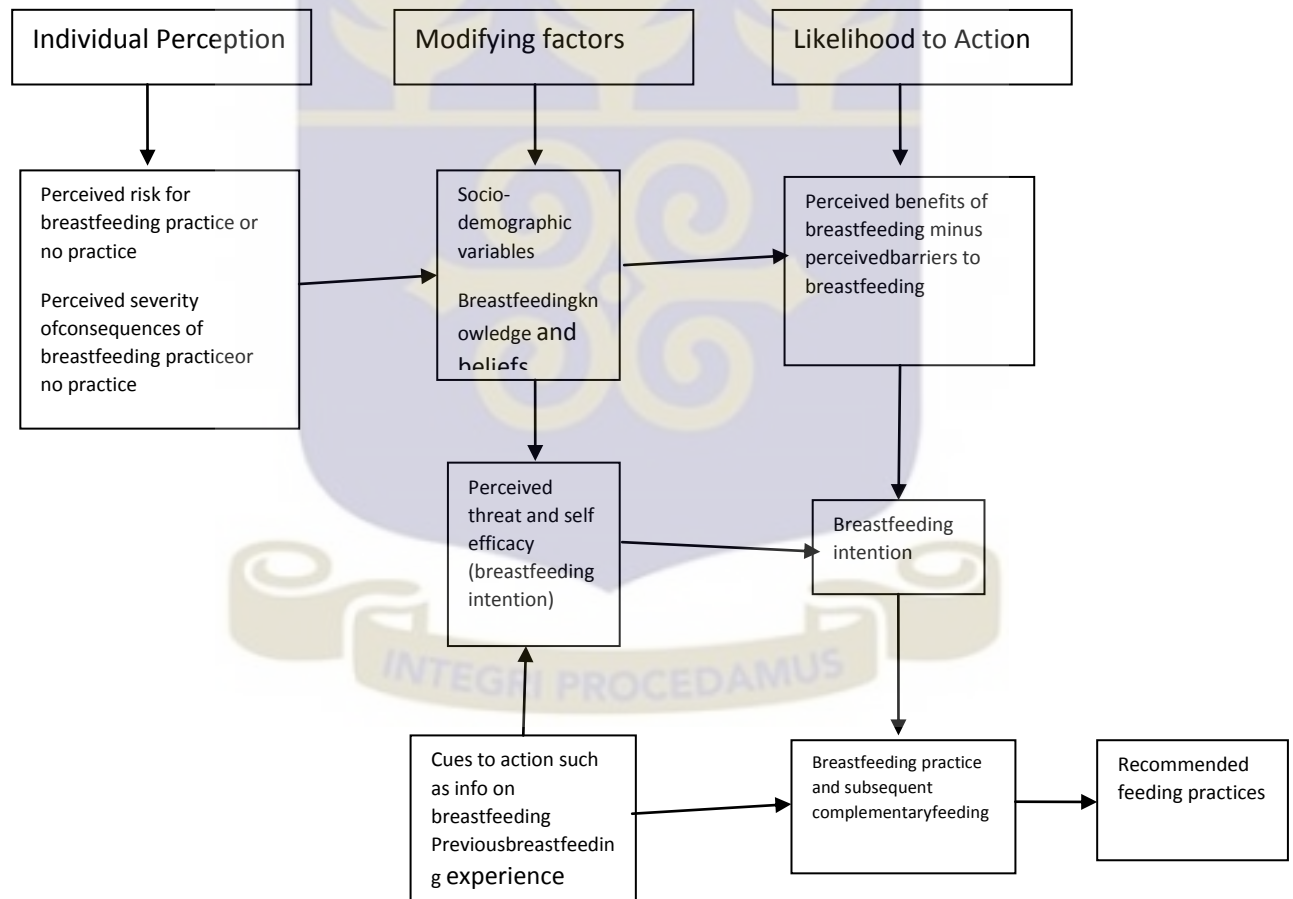 Individual Perception
Modifying factors
Likelihood to Action
Perceived risk for
breastfeeding practice or
no practice
Perceived severity
ofconsequences of
breastfeeding practiceor
no practice
Socio-
demographic
variables
Breastfeedingkn
owledge and
beliefs
Perceived benefits of
breastfeeding minus
perceivedbarriers to
breastfeeding
Perceived
threat and self
efficacy
(breastfeeding
intention)
Breastfeeding
intention
INTEGRI PROCEDAMUS
Cues to action such
as info on
breastfeeding
Previousbreastfeedin
g experience
Breastfeeding practice
and subsequent
complementaryfeeding
Recommended
feeding practices